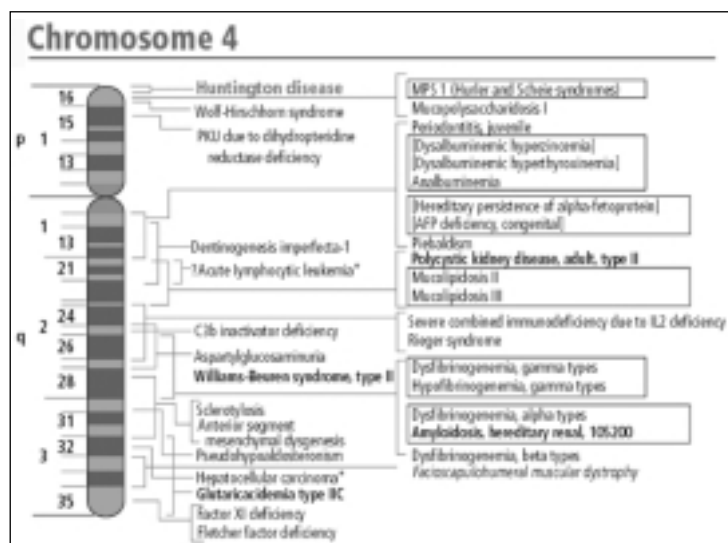 Chromosome 4
p
1
16
15
13
q
1
13
21
2
24
26
28
3
31
32
35
Huntington disease
Wolf-Hirschhorn syndrome
PKU due to dihydropteridine
reductase deficiency
Dentinogenesis imperfecta-1
?Acute lymphocytic leukemia*
C3b inactivator deficiency
Aspartylglucosaminuria
Williams-Beuren syndrome, type II
Sclerotylosis
Anterior segment
mesenchymal dysgenesis
Pseudohypoaldosteronism
Hepatocellular carcinoma*
Glutaricacidemia type IIC
Factor XI deficiency
Fletcher factor deficiency
MPS 1 (Hurler and Scheie syndromes)
Mucopolysaccharidosis I
Periodontitis, juvenile
[Dysalbuminemic hyperzincemia]
[Dysalbuminemic hyperthyroxinemia]
Analbuminemia
[Hereditary persistence of alpha-fetoprotein]
[AFP deficiency, congenital]
Piebaldism
Polycystic kidney disease, adult, type II
Mucolipidosis II
Mucolipidosis III
Severe combined immunodeficiency due to IL2 deficiency
Rieger syndrome
Dysfibrinogenemia, gamma types
Hypofibrinogenemia, gamma types
Dysfibrinogenemia, alpha types
Amyloidosis, hereditary renal, 105200
Dysfibrinogenemia, beta types
Facioscapulohumeral muscular dystrophy